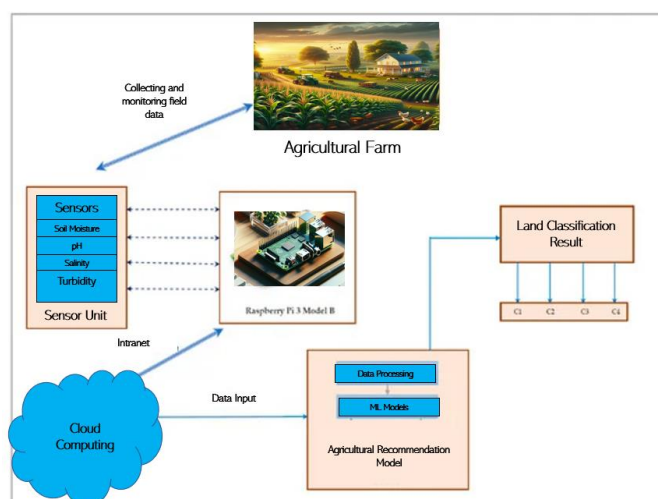 Collecting and
monitoring field
data
Agricultural Farm
Sensors
Soil Moisture
pH
Salinity
Turbidity
Sensor Unit
Raspberry Pi 3 Model B
Land Classification
Result
C1 C2 C3 C4
Intranet
Cloud
Computing
Data Input
Data Processing
ML Models
Agricultural Recommendation
Model